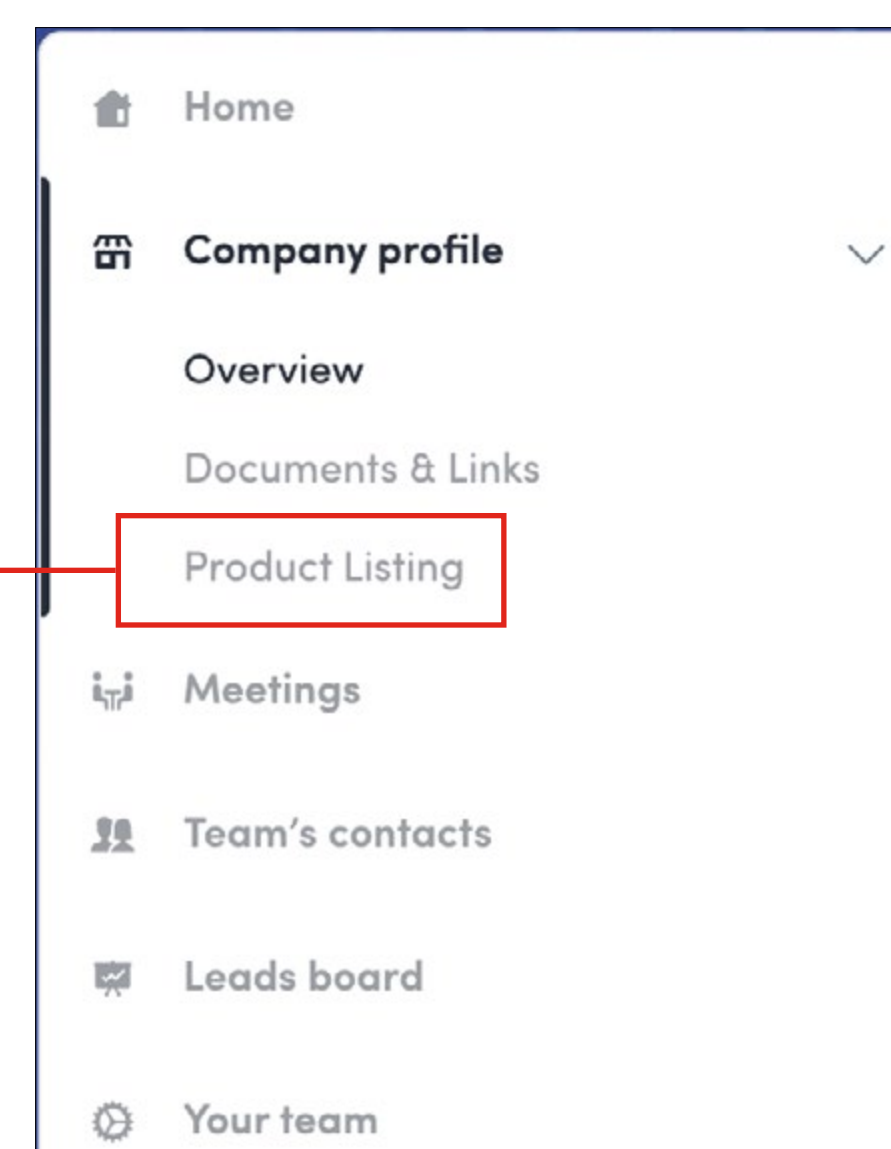 Home
Company profile
Overview
Documents & Links
Product Listing
Meetings
Team's contacts
Leads board
Your team